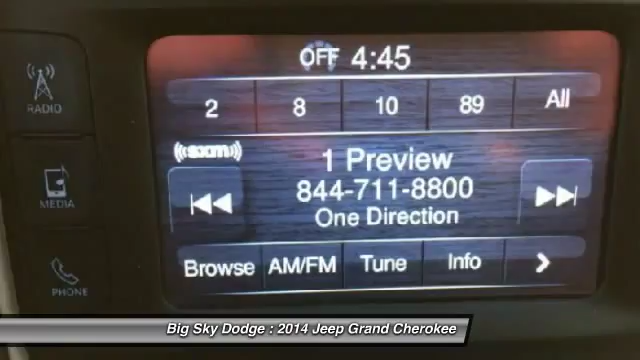 OFF 4:45
RADIO
2 8 10 89 All
sxm
1 Preview
844-711-8800
One Direction
MEDIA
Browse AM/FM Tune Info
PHONE
Big Sky Dodge : 2014 Jeep Grand Cherokee